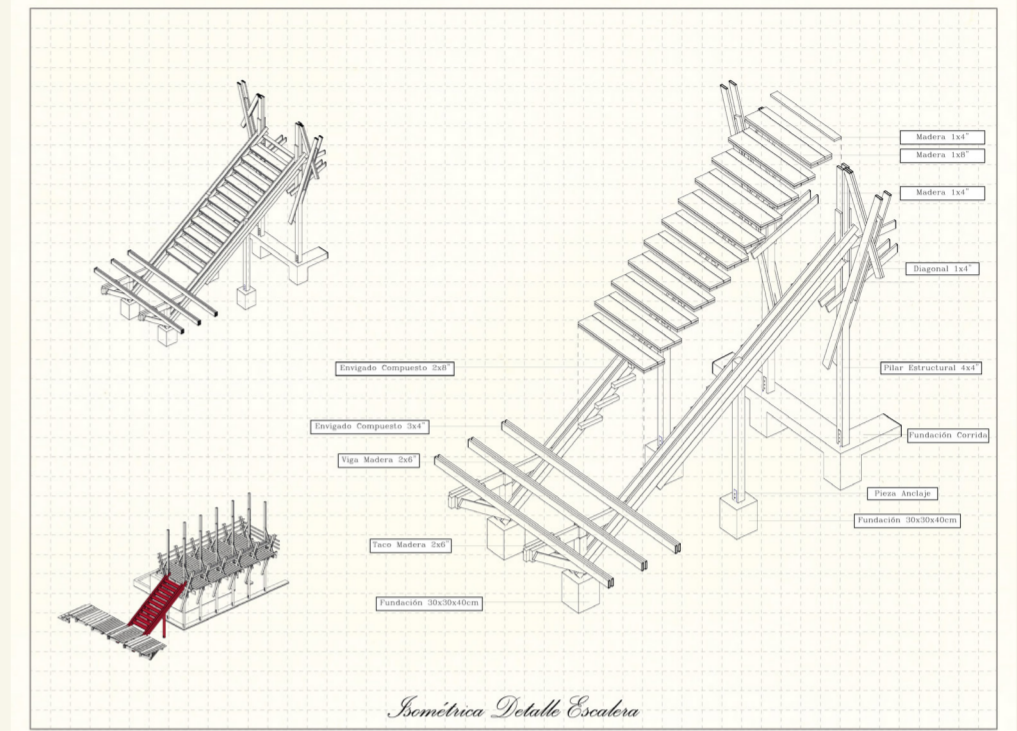 Madera 1x4"
Madera 1x8"
Madera 1x4"
Diagonal 1x4"
Envigado Compuesto 2x8"
Pilar Estructural 4x4"
Envigado Compuesto 3x4"
Fundación Corrida
Viga Madera 2x6"
Pieza Anclaje
Fundación 30x30x40cm
Taco Madera 2x6"
Fundación 30x30x40cm
Isométrica Detalle Escalera